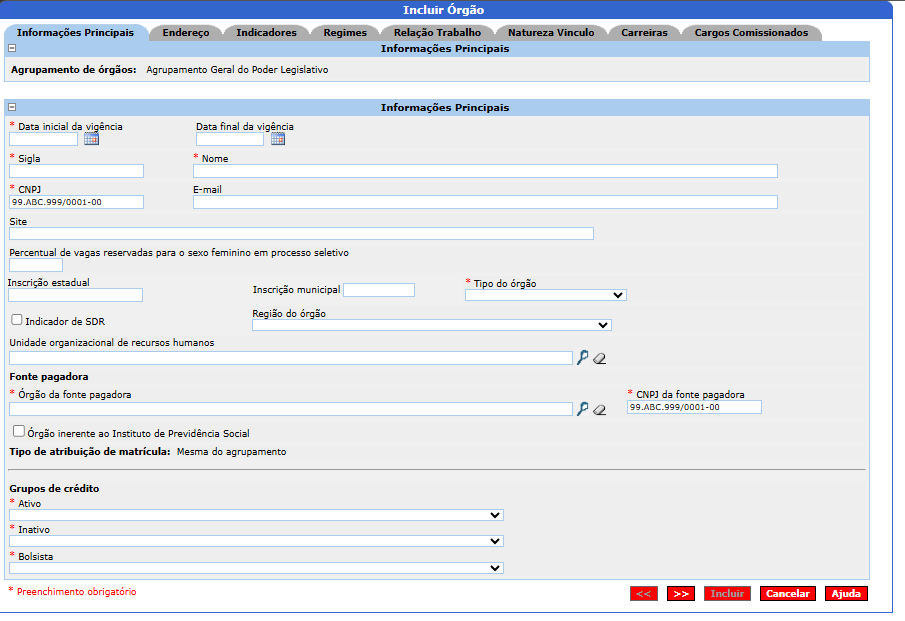 Incluir Órgão
Informações Principais Endereço Indicadores Regimes Relação Trabalho Natureza Vinculo Carreiras Cargos Comissionados
Informações Principais
Agrupamento de órgãos: Agrupamento Geral do Poder Legislativo
Informações Principais
* Data inicial da vigência Data final da vigência
* Sigla * Nome
* CNPJ E-mail
99.ABC.999/0001-00
Site
Percentual de vagas reservadas para o sexo feminino em processo seletivo
Inscrição estadual Inscrição municipal * Tipo do órgão
Indicador de SDR Região do órgão
Unidade organizacional de recursos humanos
Fonte pagadora
* Órgão da fonte pagadora * CNPJ da fonte pagadora
99.ABC.999/0001-00
Órgão inerente ao Instituto de Previdência Social
Tipo de atribuição de matrícula: Mesma do agrupamento
Grupos de crédito
* Ativo
* Inativo
* Bolsista
* Preenchimento obrigatório << >> Incluir Cancelar Ajuda